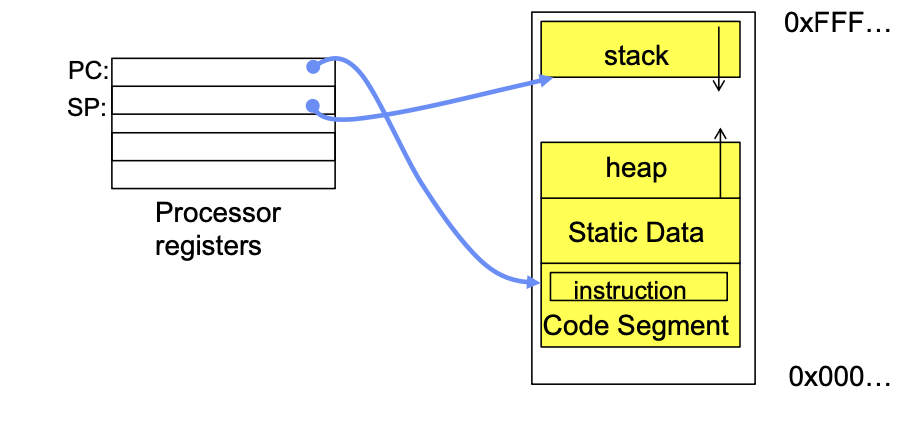 0xFFF…
stack
PC:
SP:
heap
Processor
registers
Static Data
instruction
Code Segment
0x000…